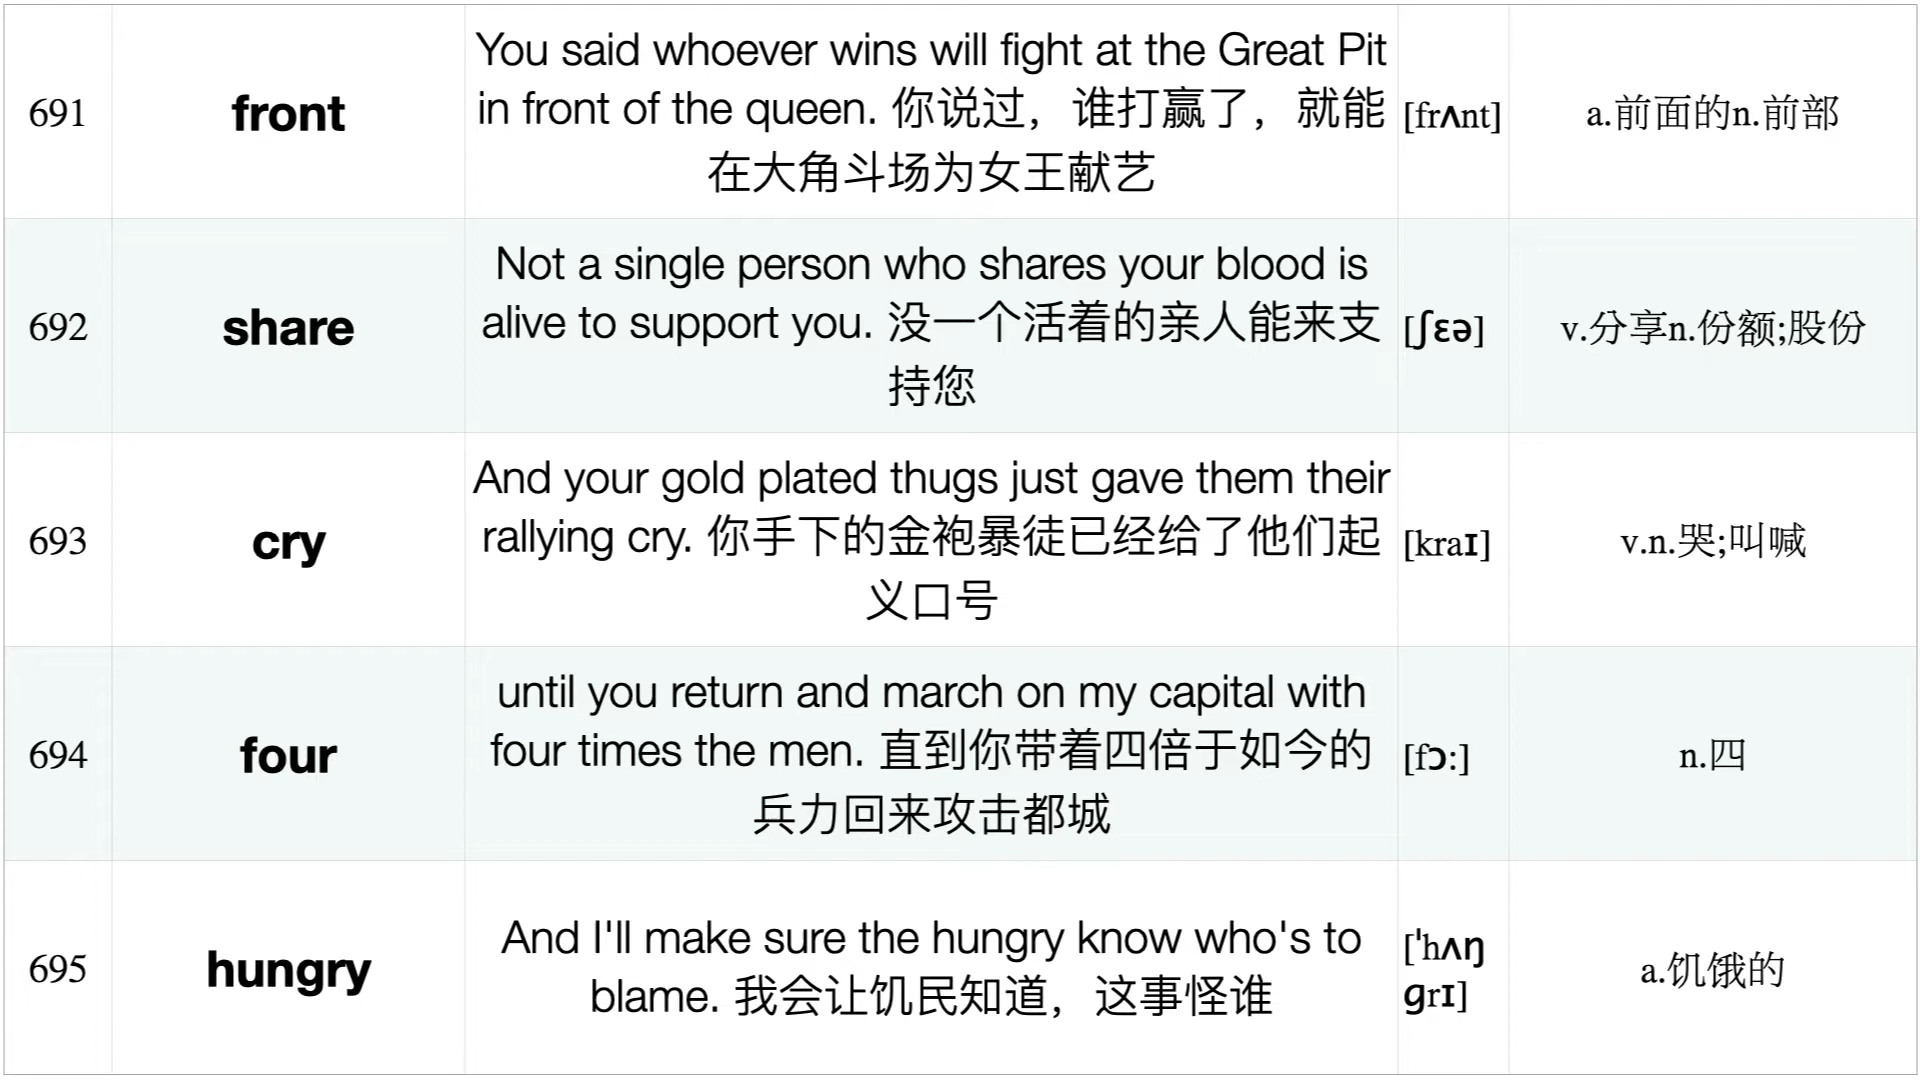 691
front
You said whoever wins will fight at the Great Pit
in front of the queen. 你说过，谁打赢了，就能
在大角斗场为女王献艺
[frʌnt]
a.前面的n.前部
692
share
Not a single person who shares your blood is
alive to support you. 没一个活着的亲人能来支
持您
[ʃɛə]
v.分享n.份额;股份
693
cry
And your gold plated thugs just gave them their
rallying cry. 你手下的金袍暴徒已经给了他们起
义口号
[kraɪ]
v.n.哭;叫喊
694
four
until you return and march on my capital with
four times the men. 直到你带着四倍于如今的
兵力回来攻击都城
[fɔ:]
n.四
695
hungry
And I'll make sure the hungry know who's to
blame. 我会让饥民知道，这事怪谁
[ˈhʌŋ
ɡrɪ]
a.饥饿的